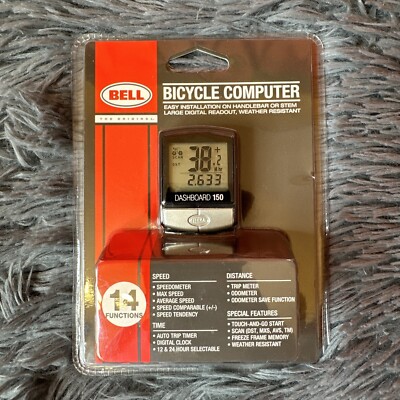 BELL
THE ORIGINAL
BICYCLE COMPUTER
EASY INSTALLATION ON HANDLEBAR OR STEM
LARGE DIGITAL READOUT, WEATHER RESISTANT
SCAN
DST
38.2
2.633
DASHBOARD 150
BELL
14
FUNCTIONS
SPEED
• SPEEDOMETER
• MAX SPEED
• AVERAGE SPEED
• SPEED COMPARABLE (+/-)
• SPEED TENDENCY
TIME
• AUTO TRIP TIMER
• DIGITAL CLOCK
• 12 & 24 HOUR SELECTABLE
DISTANCE
• TRIP METER
• ODOMETER
• ODOMETER SAVE FUNCTION
SPECIAL FEATURES
• TOUCH-AND-GO START
• SCAN (DST, MXS, AVS, TM)
• FREEZE FRAME MEMORY
• WEATHER RESISTANT